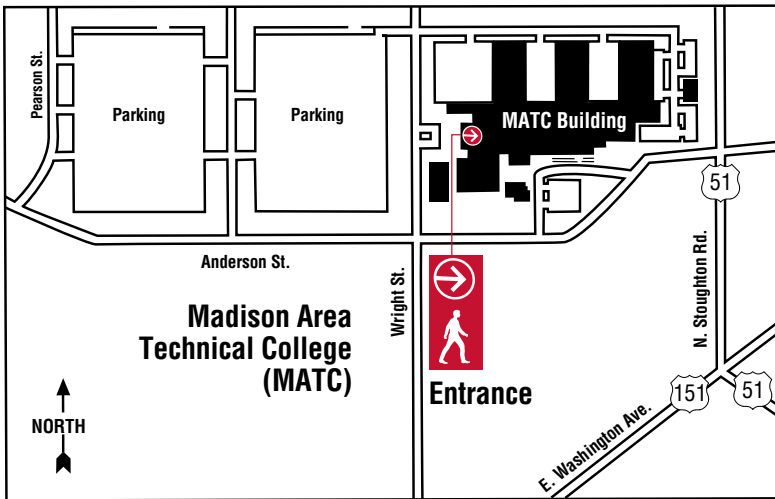 Pearson St.
Parking
Parking
MATC Building
51
Anderson St.
Wright St.
N. Stoughton Rd.
Madison Area
Technical College
(MATC)
Entrance
NORTH
151
51
E. Washington Ave.